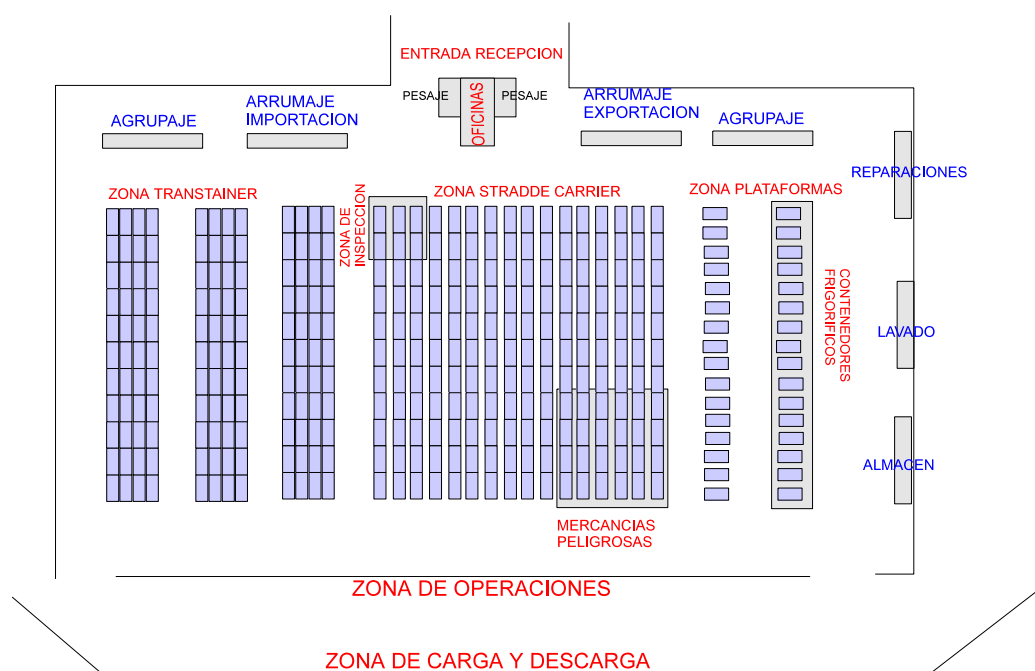 ENTRADA RECEPCION
PESAJE
OFICINAS
PESAJE
AGRUPAJE
ARRUMAJE
IMPORTACION
ARRUMAJE
EXPORTACION
AGRUPAJE
REPARACIONES
ZONA TRANSTAINER
ZONA DE
INSPECCION
ZONA STRADDE CARRIER
ZONA PLATAFORMAS
CONTENEDORES
FRIGORIFICOS
LAVADO
ALMACEN
MERCANCIAS
PELIGROSAS
ZONA DE OPERACIONES
ZONA DE CARGA Y DESCARGA